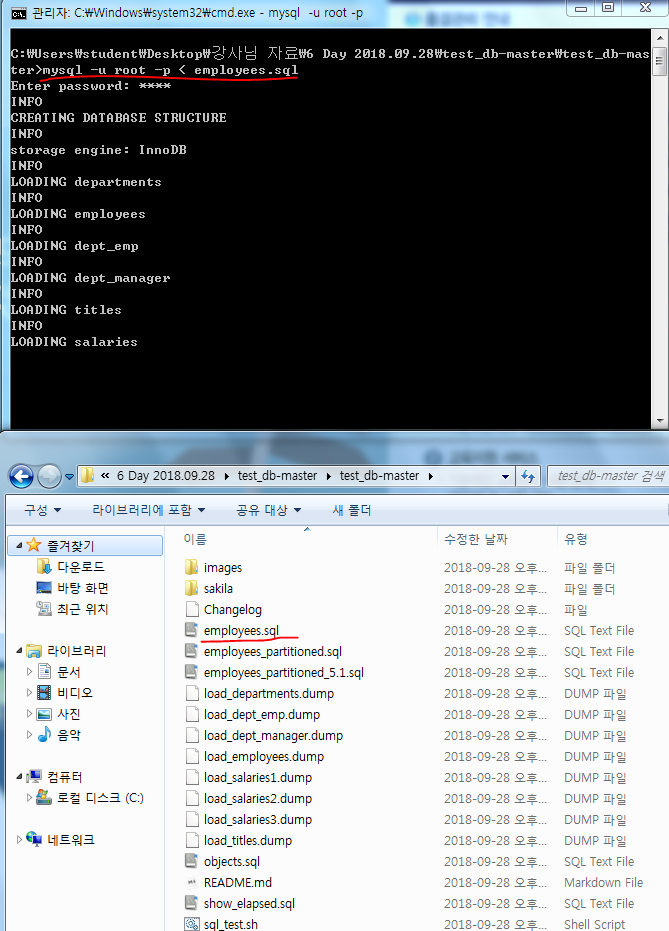 관리자: C:₩Windows₩system32₩cmd.exe - mysql -u root -p
C:₩Users₩student₩Desktop₩강사님 자료₩6 Day 2018.09.28₩test_db-master₩test_db-mas
ter>mysql -u root -p < employees.sql
Enter password: ****
INFO
CREATING DATABASE STRUCTURE
INFO
storage engine: InnoDB
INFO
LOADING departments
INFO
LOADING employees
INFO
LOADING dept_emp
INFO
LOADING dept_manager
INFO
LOADING titles
INFO
LOADING salaries
« 6 Day 2018.09.28 ▸ test_db-master ▸ test_db-master ▸ test_db-master 검색
구성 라이브러리에 포함 공유 대상 새 폴더
즐겨찾기
다운로드
바탕 화면
최근 위치
라이브러리
문서
비디오
사진
음악
컴퓨터
로컬 디스크 (C:)
네트워크
이름 수정한 날짜 유형
images 2018-09-28 오후... 파일 폴더
sakila 2018-09-28 오후... 파일 폴더
Changelog 2018-09-28 오후... 파일
employees.sql 2018-09-28 오후... SQL Text File
employees_partitioned.sql 2018-09-28 오후... SQL Text File
employees_partitioned_5.1.sql 2018-09-28 오후... SQL Text File
load_departments.dump 2018-09-28 오후... DUMP 파일
load_dept_emp.dump 2018-09-28 오후... DUMP 파일
load_dept_manager.dump 2018-09-28 오후... DUMP 파일
load_employees.dump 2018-09-28 오후... DUMP 파일
load_salaries1.dump 2018-09-28 오후... DUMP 파일
load_salaries2.dump 2018-09-28 오후... DUMP 파일
load_salaries3.dump 2018-09-28 오후... DUMP 파일
load_titles.dump 2018-09-28 오후... DUMP 파일
objects.sql 2018-09-28 오후... SQL Text File
README.md 2018-09-28 오후... Markdown File
show_elapsed.sql 2018-09-28 오후... SQL Text File
sql_test.sh 2018-09-28 오후... Shell Script